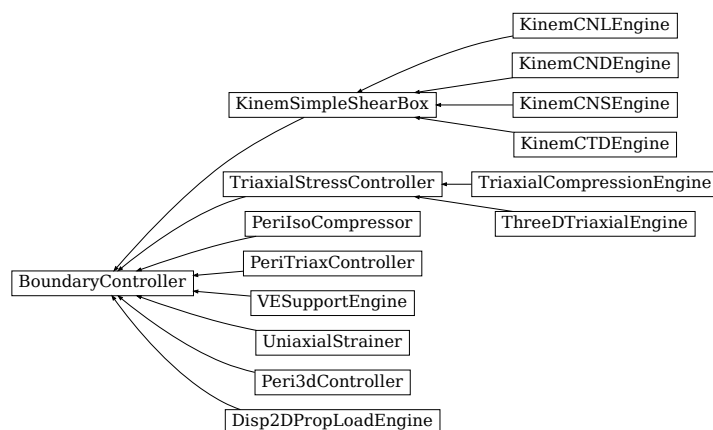 KinemCNLEngine
KinemCNDEngine
KinemSimpleShearBox
KinemCNSEngine
KinemCTDEngine
TriaxialStressController
TriaxialCompressionEngine
PeriIsoCompressor
ThreeDTriaxialEngine
PeriTriaxController
BoundaryController
VESupportEngine
UniaxialStrainer
Peri3dController
Disp2DPropLoadEngine